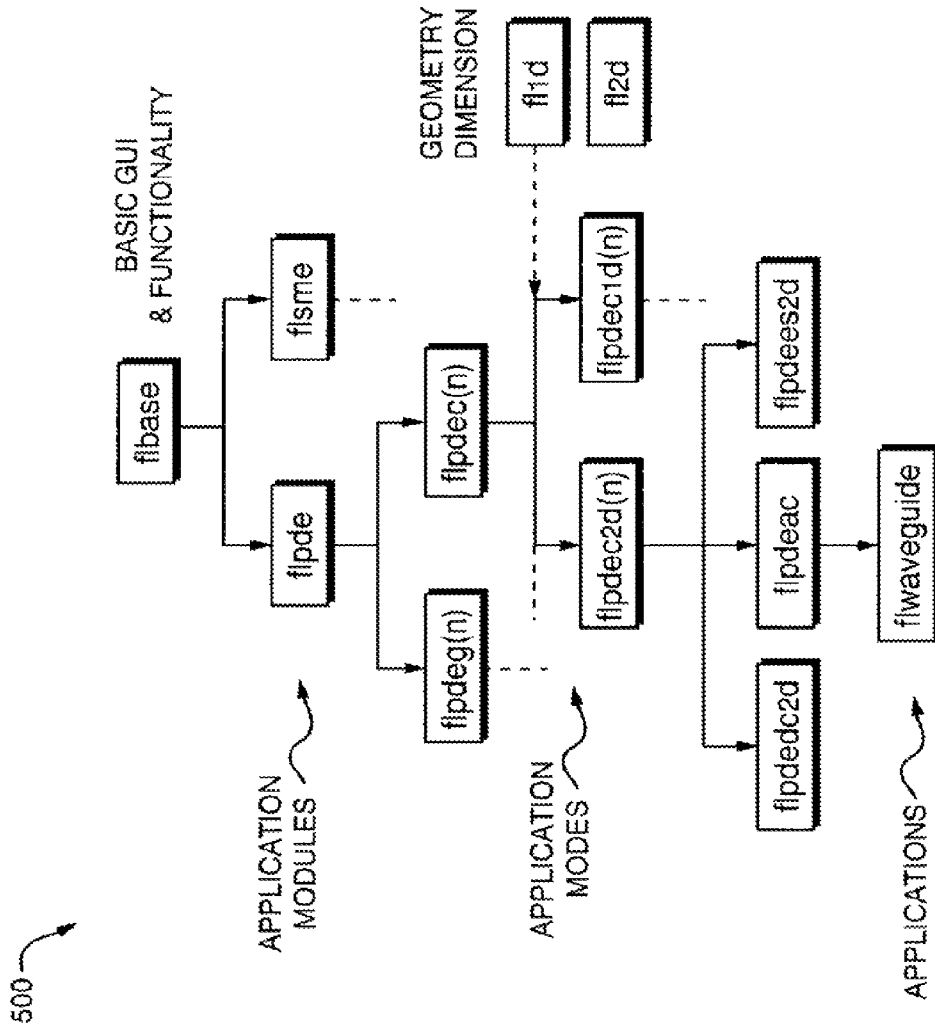 500
BASIC GUI
& FUNCTIONALITY
flbase
APPLICATION
MODULES
flpde
flsme
flpdeg(n)
flpdec(n)
GEOMETRY
DIMENSION
fl1d
fl2d
APPLICATION
MODES
flpdec2d(n)
flpdec1d(n)
flpdedc2d
flpdeac
flpdees2d
APPLICATIONS
flwaveguide